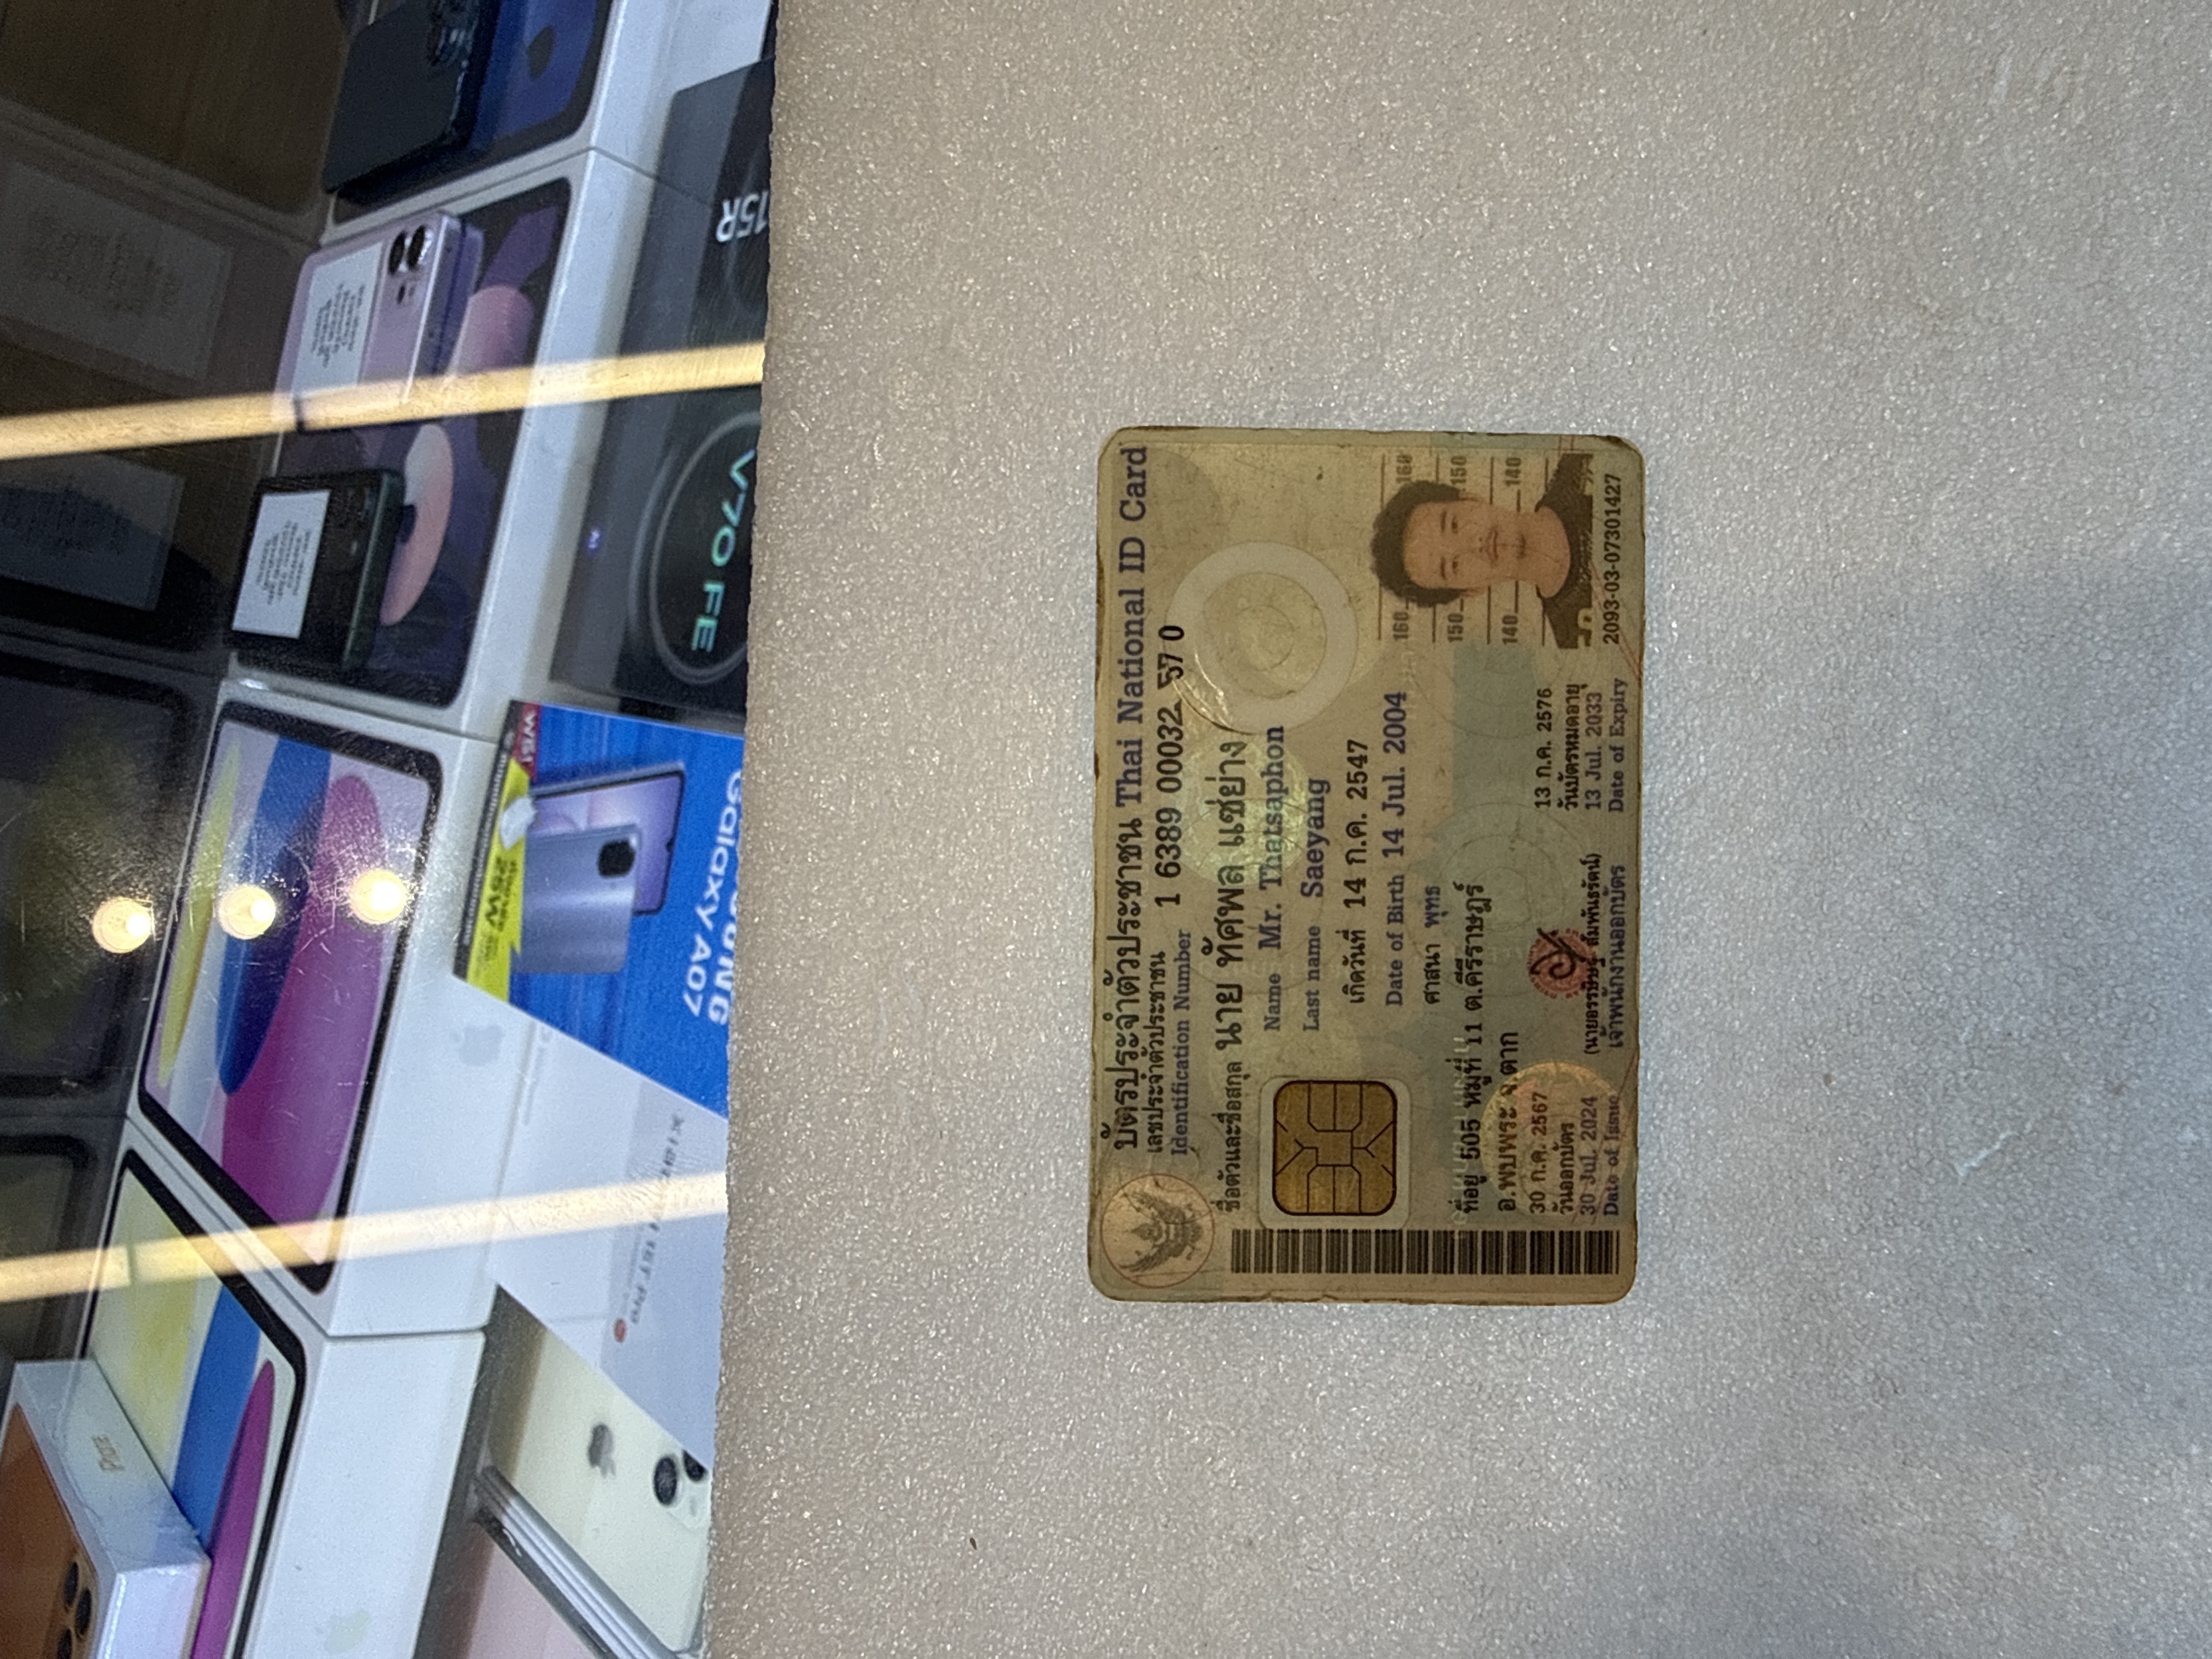 บัตรประจำตัวประชาชน Thai National ID Card
เลขประจำตัวประชาชน 1 6389 00032 57 0
Identification Number
ชื่อตัวและชื่อสกุล นาย ทัศพล แซ่ย่าง
Name Mr. Thatsaphon
Last name Saeyang
เกิดวันที่ 14 ก.ค. 2547
Date of Birth 14 Jul. 2004
ศาสนา พุทธ
ที่อยู่ 505 หมู่ที่ 11 ต.คีรีราษฎร์
อ.พบพระ จ.ตาก
30 ก.ค. 2567
วันออกบัตร
30 Jul. 2024
Date of Issue
เจ้าพนักงานออกบัตร
13 ก.ค. 2576
วันบัตรหมดอายุ
13 Jul. 2033
Date of Expiry
160 160
150 150
140 140
2093-03-07301427
15R
V70 FE
Galaxy A07
25W